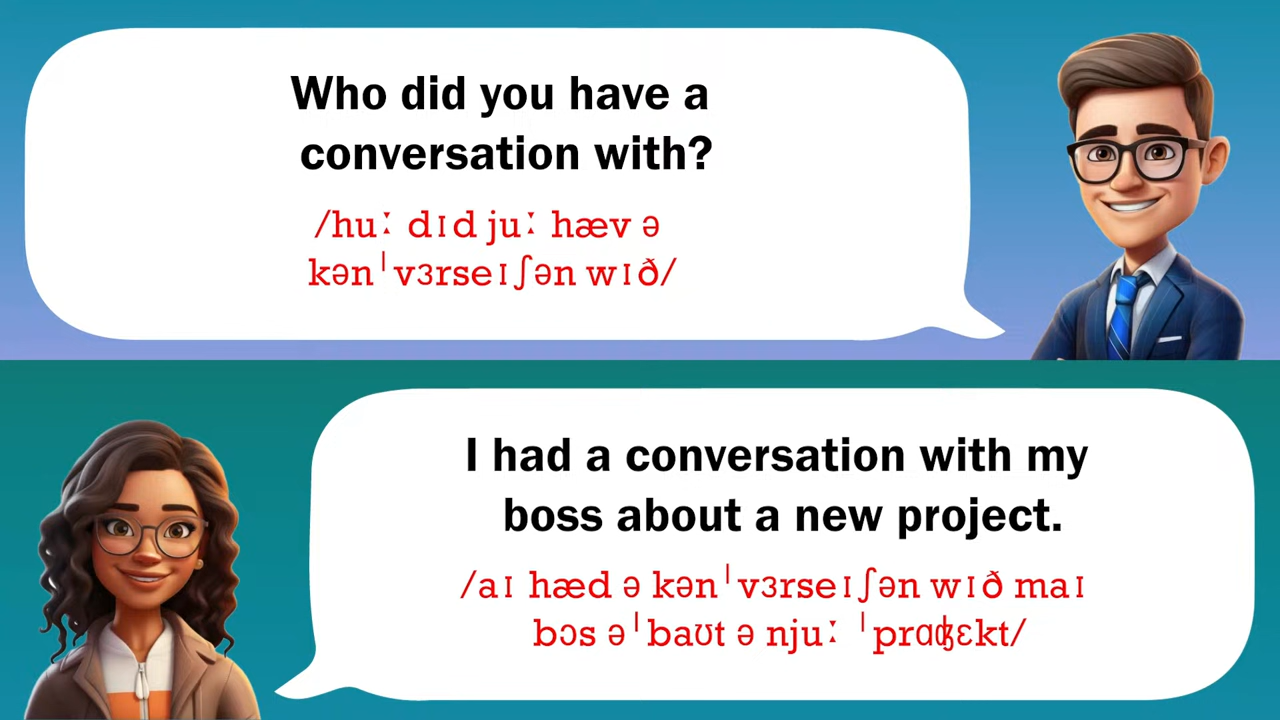 Who did you have a
conversation with?
/huː dɪd juː hæv ə
kənˈvɜrseɪʃən wɪð/
I had a conversation with my
boss about a new project.
/aɪ hæd ə kənˈvɜrseɪʃən wɪð maɪ
bɔs əˈbaʊt ə njuː ˈprɑʤɛkt/